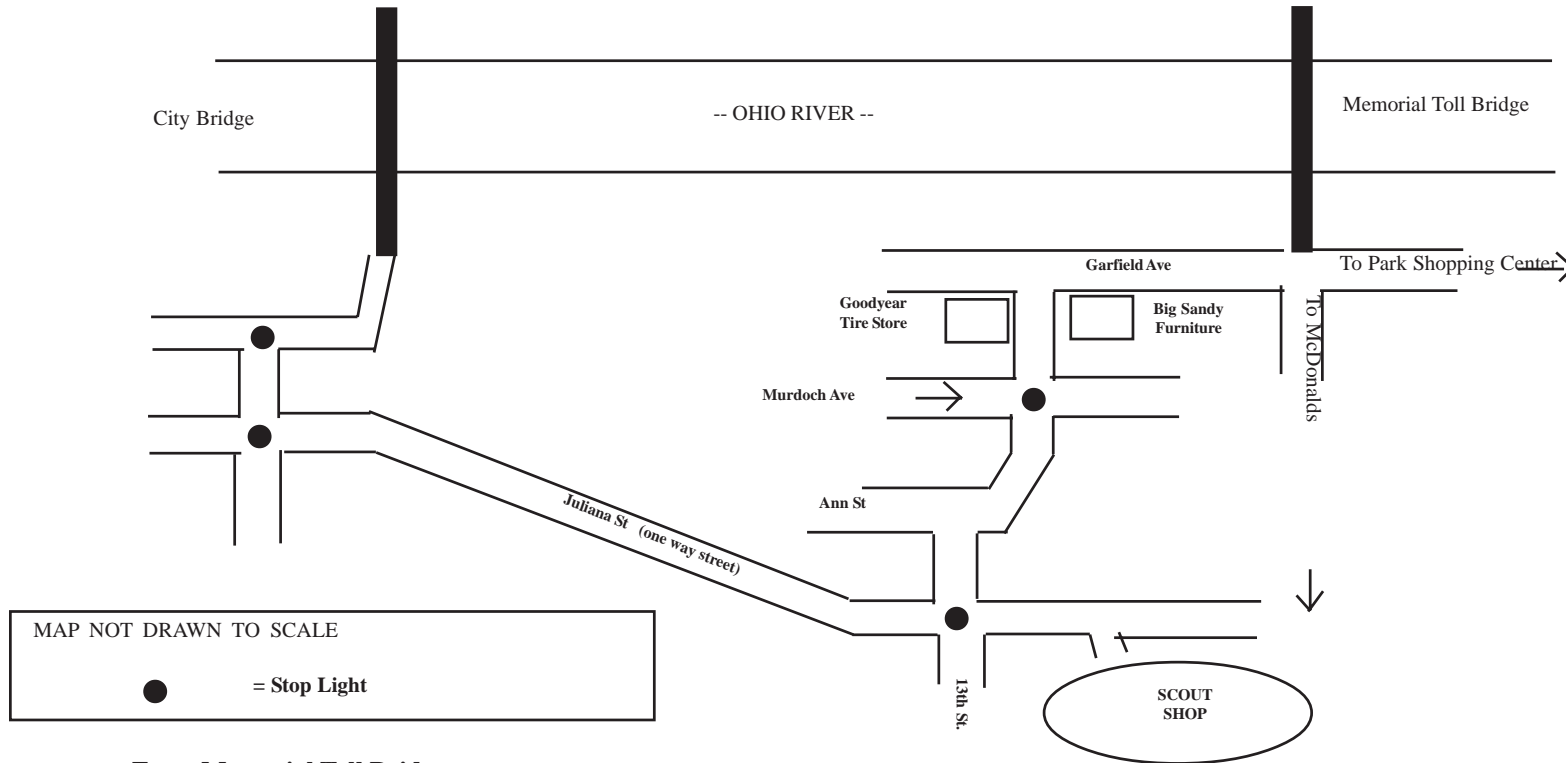 City Bridge
-- OHIO RIVER --
Memorial Toll Bridge
Garfield Ave
To Park Shopping Center
Goodyear
Tire Store
Big Sandy
Furniture
To McDonalds
Murdoch Ave
Ann St
Juliana St (one way street)
MAP NOT DRAWN TO SCALE
= Stop Light
13th St.
SCOUT
SHOP